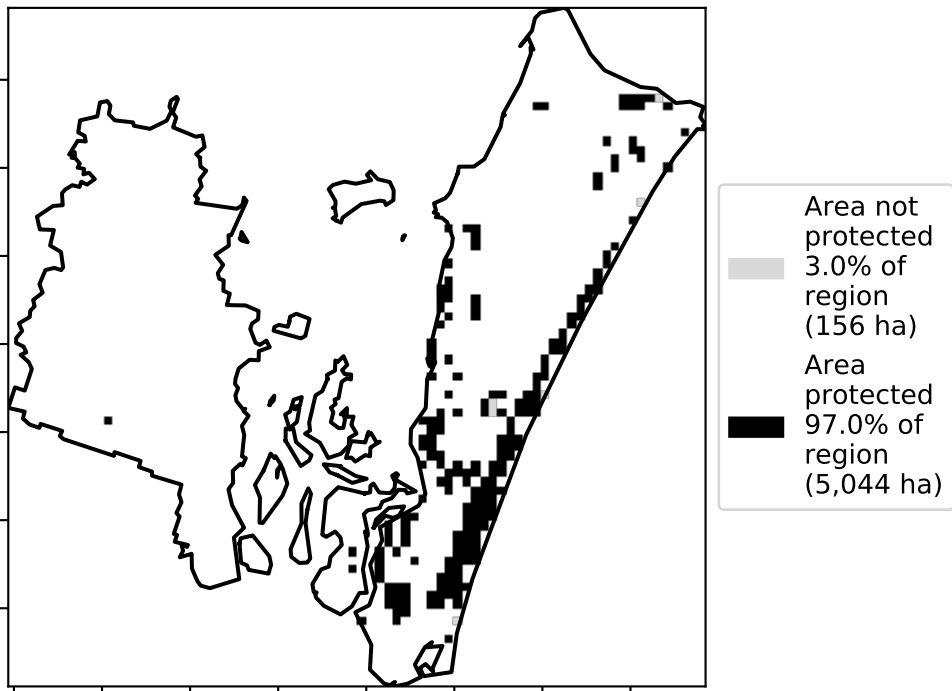 Area not
protected
3.0% of
region
(156 ha)
Area
protected
97.0% of
region
(5,044 ha)